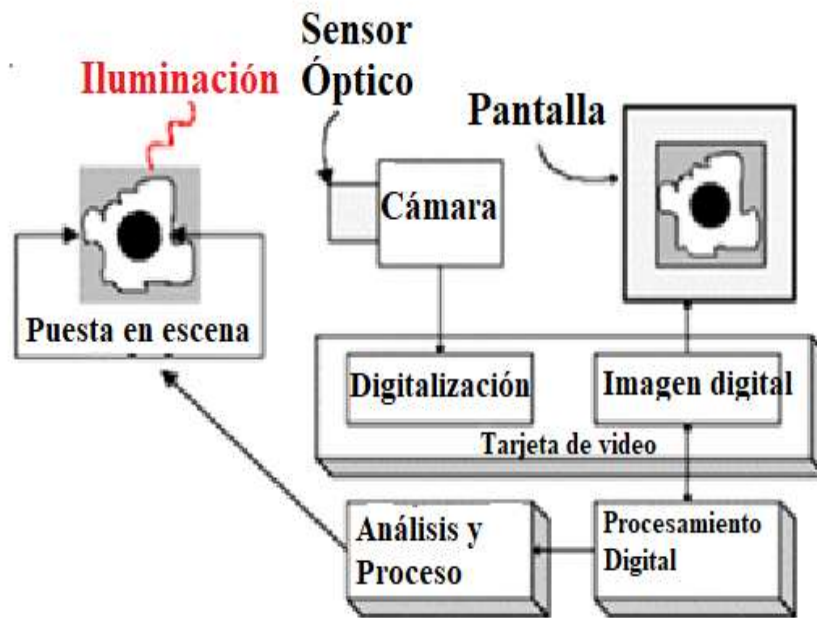 Iluminación
Sensor
Óptico
Pantalla
Cámara
Puesta en escena
Digitalización
Imagen digital
Tarjeta de video
Análisis y
Proceso
Procesamiento
Digital